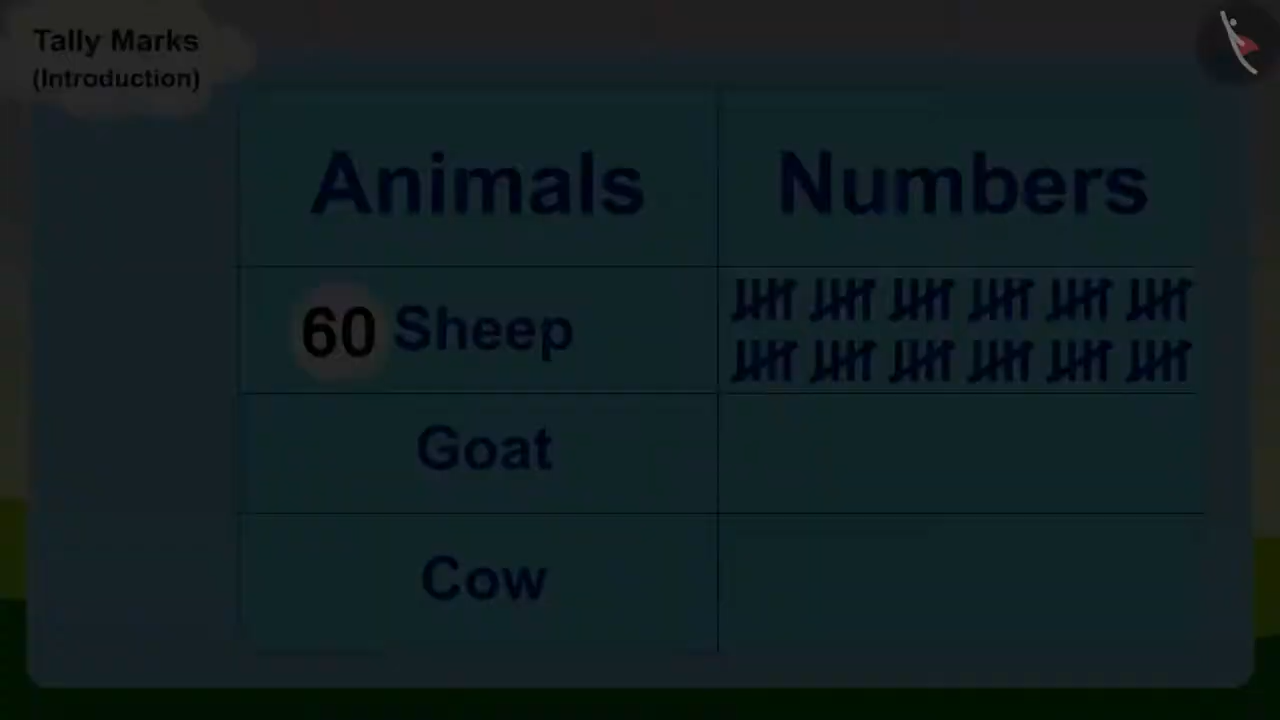 Tally Marks
(Introduction)
Animals Numbers
60 Sheep
Goat
Cow